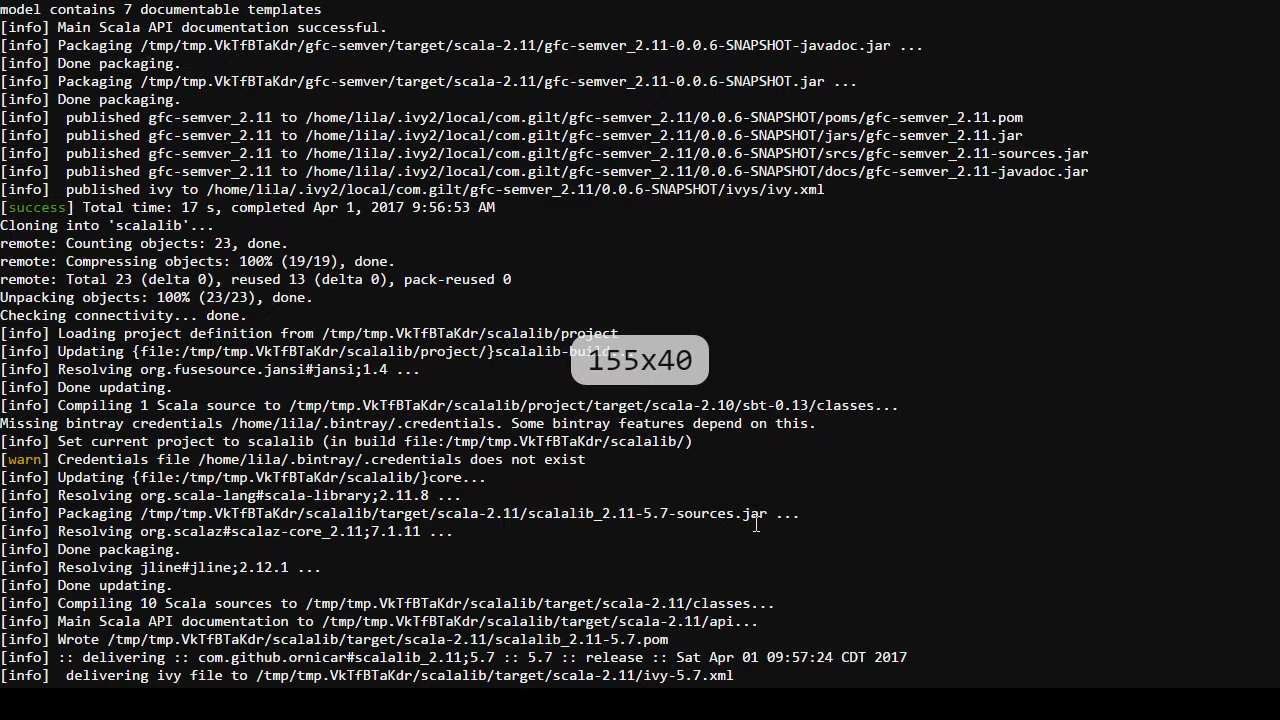 model contains 7 documentable templates
[info] Main Scala API documentation successful.
[info] Packaging /tmp/tmp.VkTfBTaKdr/gfc-semver/target/scala-2.11/gfc-semver_2.11-0.0.6-SNAPSHOT-javadoc.jar ...
[info] Done packaging.
[info] Packaging /tmp/tmp.VkTfBTaKdr/gfc-semver/target/scala-2.11/gfc-semver_2.11-0.0.6-SNAPSHOT.jar ...
[info] Done packaging.
[info]  published gfc-semver_2.11 to /home/lila/.ivy2/local/com.gilt/gfc-semver_2.11/0.0.6-SNAPSHOT/poms/gfc-semver_2.11.pom
[info]  published gfc-semver_2.11 to /home/lila/.ivy2/local/com.gilt/gfc-semver_2.11/0.0.6-SNAPSHOT/jars/gfc-semver_2.11.jar
[info]  published gfc-semver_2.11 to /home/lila/.ivy2/local/com.gilt/gfc-semver_2.11/0.0.6-SNAPSHOT/srcs/gfc-semver_2.11-sources.jar
[info]  published gfc-semver_2.11 to /home/lila/.ivy2/local/com.gilt/gfc-semver_2.11/0.0.6-SNAPSHOT/docs/gfc-semver_2.11-javadoc.jar
[info]  published ivy to /home/lila/.ivy2/local/com.gilt/gfc-semver_2.11/0.0.6-SNAPSHOT/ivys/ivy.xml
[success] Total time: 17 s, completed Apr 1, 2017 9:56:53 AM
Cloning into 'scalalib'...
remote: Counting objects: 23, done.
remote: Compressing objects: 100% (19/19), done.
remote: Total 23 (delta 0), reused 13 (delta 0), pack-reused 0
Unpacking objects: 100% (23/23), done.
Checking connectivity... done.
[info] Loading project definition from /tmp/tmp.VkTfBTaKdr/scalalib/project
[info] Updating {file:/tmp/tmp.VkTfBTaKdr/scalalib/project/}scalalib-build...
155x40
[info] Resolving org.fusesource.jansi#jansi;1.4 ...
[info] Done updating.
[info] Compiling 1 Scala source to /tmp/tmp.VkTfBTaKdr/scalalib/project/target/scala-2.10/sbt-0.13/classes...
Missing bintray credentials /home/lila/.bintray/.credentials. Some bintray features depend on this.
[info] Set current project to scalalib (in build file:/tmp/tmp.VkTfBTaKdr/scalalib/)
[warn] Credentials file /home/lila/.bintray/.credentials does not exist
[info] Updating {file:/tmp/tmp.VkTfBTaKdr/scalalib/}core...
[info] Resolving org.scala-lang#scala-library;2.11.8 ...
[info] Packaging /tmp/tmp.VkTfBTaKdr/scalalib/target/scala-2.11/scalalib_2.11-5.7-sources.jar ...
[info] Resolving org.scalaz#scalaz-core_2.11;7.1.11 ...
[info] Done packaging.
[info] Resolving jline#jline;2.12.1 ...
[info] Done updating.
[info] Compiling 10 Scala sources to /tmp/tmp.VkTfBTaKdr/scalalib/target/scala-2.11/classes...
[info] Main Scala API documentation to /tmp/tmp.VkTfBTaKdr/scalalib/target/scala-2.11/api...
[info] Wrote /tmp/tmp.VkTfBTaKdr/scalalib/target/scala-2.11/scalalib_2.11-5.7.pom
[info] :: delivering :: com.github.ornicar#scalalib_2.11;5.7 :: 5.7 :: release :: Sat Apr 01 09:57:24 CDT 2017
[info]  delivering ivy file to /tmp/tmp.VkTfBTaKdr/scalalib/target/scala-2.11/ivy-5.7.xml